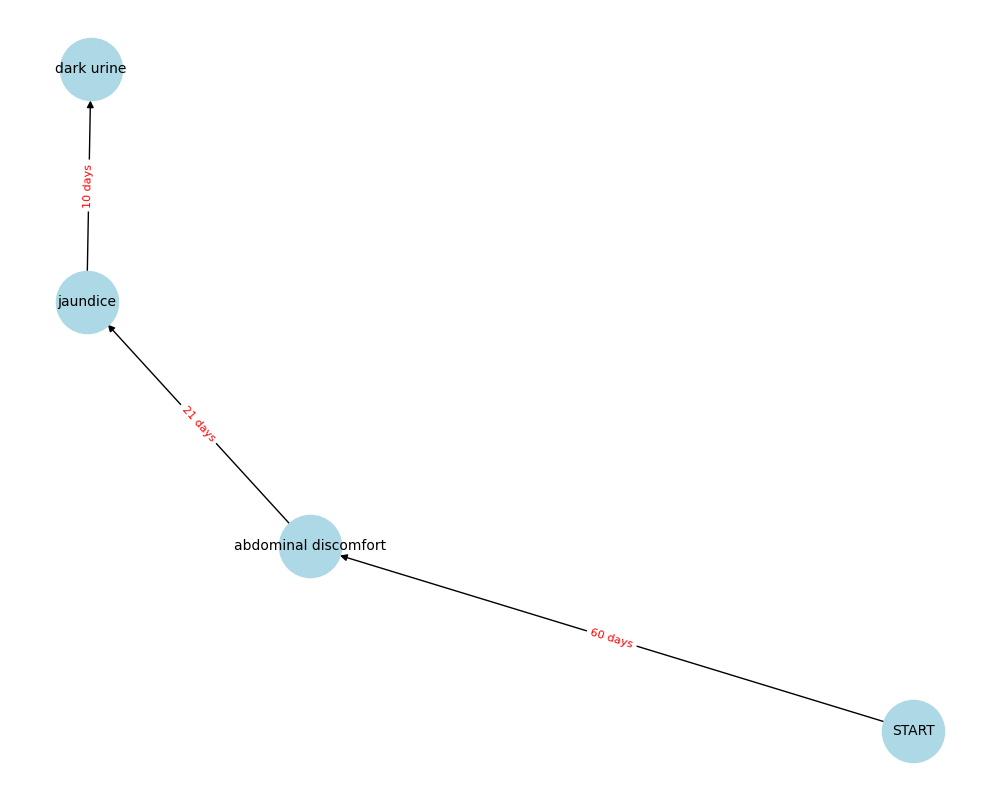 dark urine
10 days
jaundice
21 days
abdominal discomfort
60 days
START